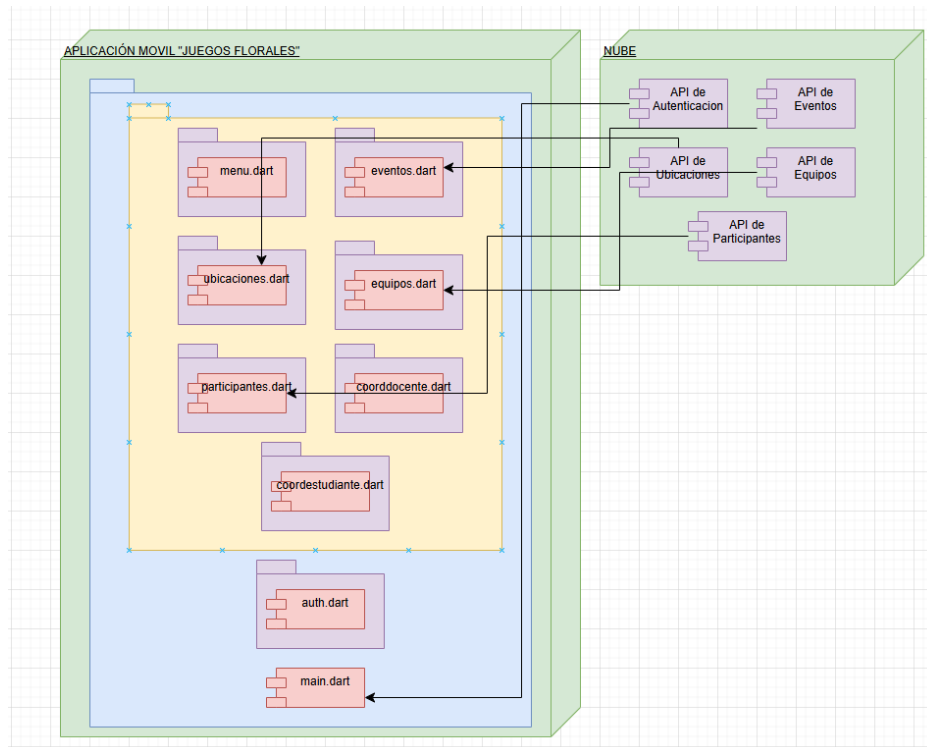 APLICACIÓN MOVIL "JUEGOS FLORALES"
menu.dart
eventos.dart
ubicaciones.dart
equipos.dart
participantes.dart
coorddocente.dart
coordestudiante.dart
auth.dart
main.dart
NUBE
API de
Autenticacion
API de
Eventos
API de
Ubicaciones
API de
Equipos
API de
Participantes